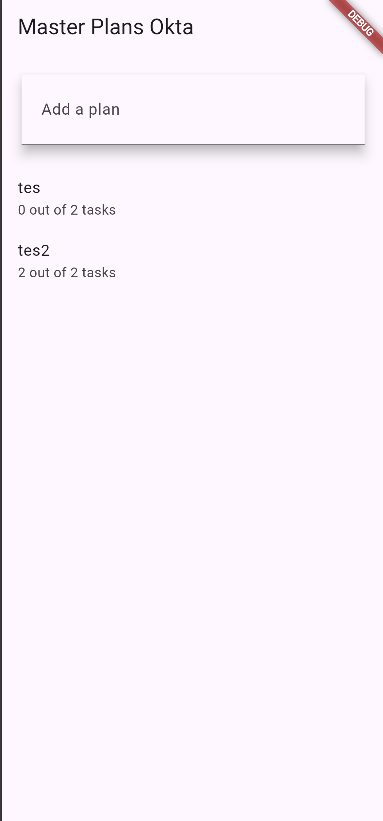 Master Plans Okta
DEBUG
Add a plan
tes
0 out of 2 tasks
tes2
2 out of 2 tasks